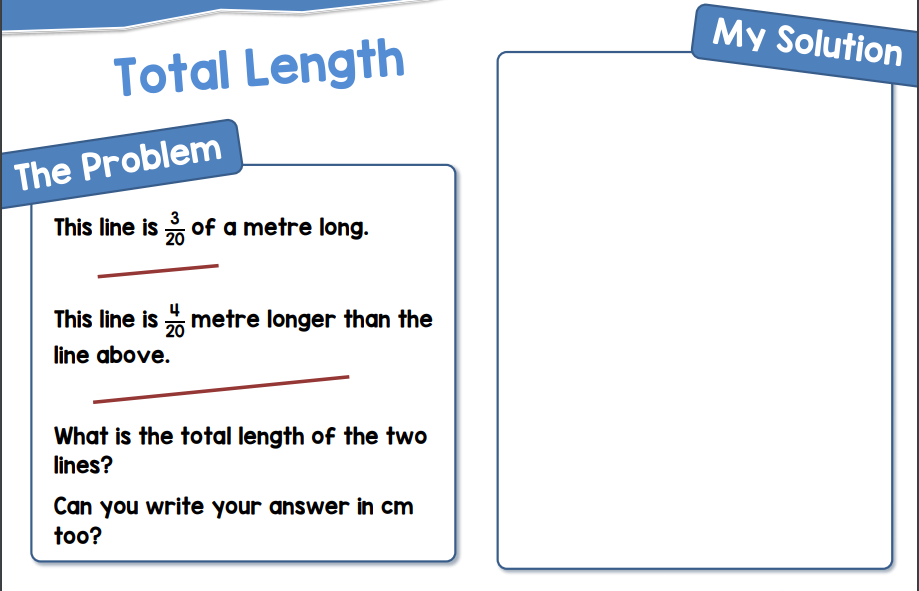 Total Length
The Problem
This line is 3/20 of a metre long.
This line is 4/20 metre longer than the
line above.
What is the total length of the two
lines?
Can you write your answer in cm
too?
My Solution